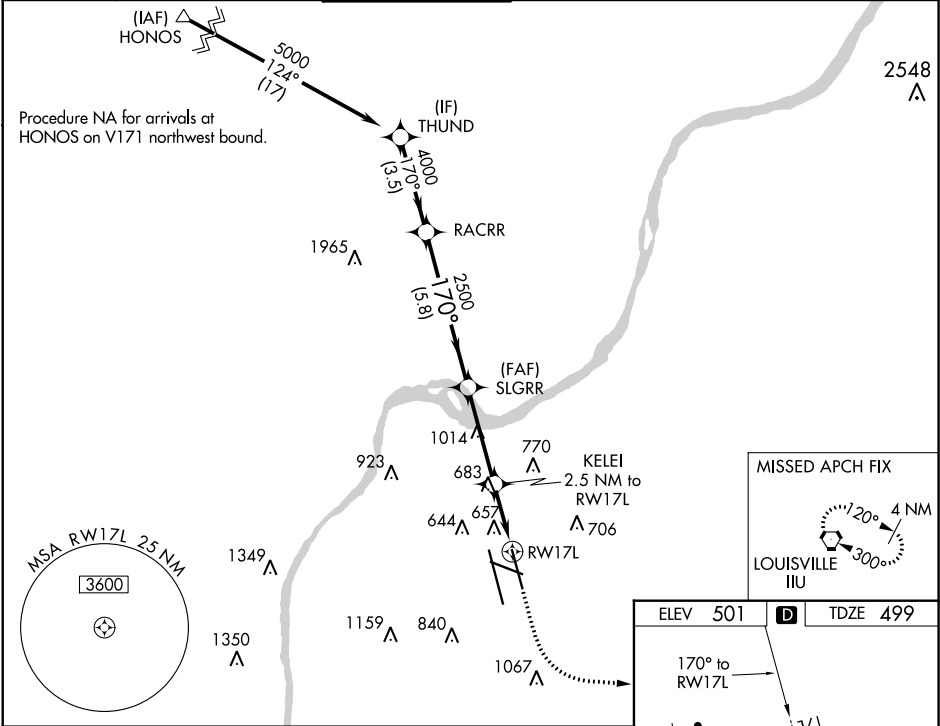 (IAF)
HONOS
5000
124°
(17)
Procedure NA for arrivals at
HONOS on V171 northwest bound.
(IF)
THUND
2548
4000
170°
(3.5)
RACRR
1965
2500
170°
(5.8)
(FAF)
SLGRR
1014
923
683
770
KELEI
2.5 NM to
RW17L
644
657
706
RW17L
MISSED APCH FIX
120°
4 NM
300°
LOUISVILLE
IIU
MSA RW17L 25 NM
3600
1349
1350
1159
840
1067
ELEV 501 D TDZE 499
170° to
RW17L